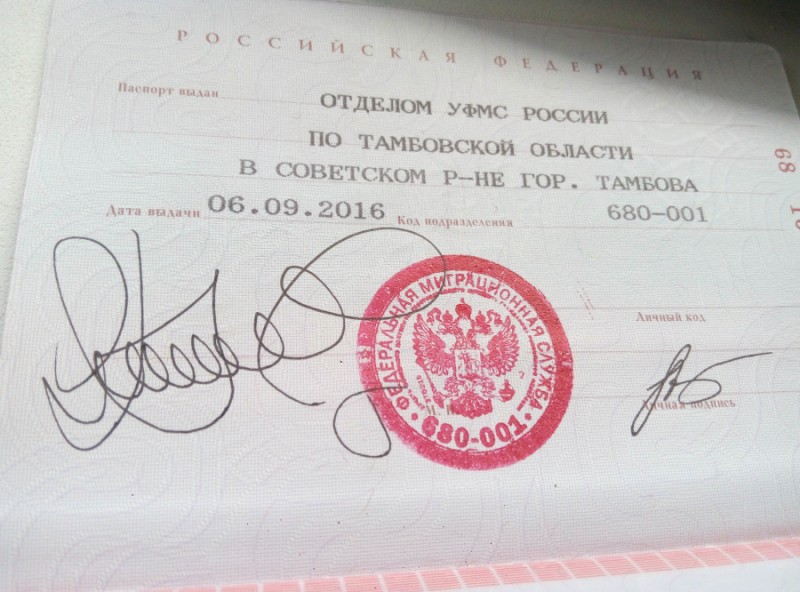 РОССИЙСКАЯ ФЕДЕРАЦИЯ
Паспорт выдан ОТДЕЛОМ УФМС РОССИИ
ПО ТАМБОВСКОЙ ОБЛАСТИ
В СОВЕТСКОМ Р-НЕ ГОР. ТАМБОВА
68
Дата выдачи 06.09.2016 Код подразделения 680-001
ФЕДЕРАЛЬНАЯ МИГРАЦИОННАЯ СЛУЖБА
680-001
Личный код
Личная подпись